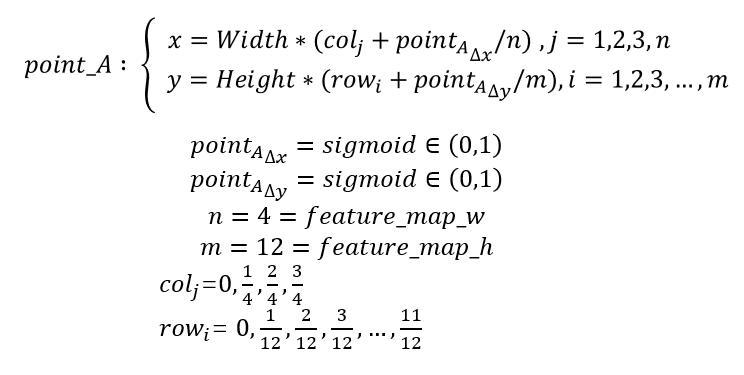 point_A : { x = Width ∗ (col_j + point_{A_{Δx}}/n) , j = 1,2,3, n
y = Height ∗ (row_i + point_{A_{Δy}}/m), i = 1,2,3, … , m
point_{A_{Δx}} = sigmoid ∈ (0,1)
point_{A_{Δy}} = sigmoid ∈ (0,1)
n = 4 = feature_map_w
m = 12 = feature_map_h
col_j=0, 1/4, 2/4, 3/4
row_i= 0, 1/12, 2/12, 3/12, … , 11/12